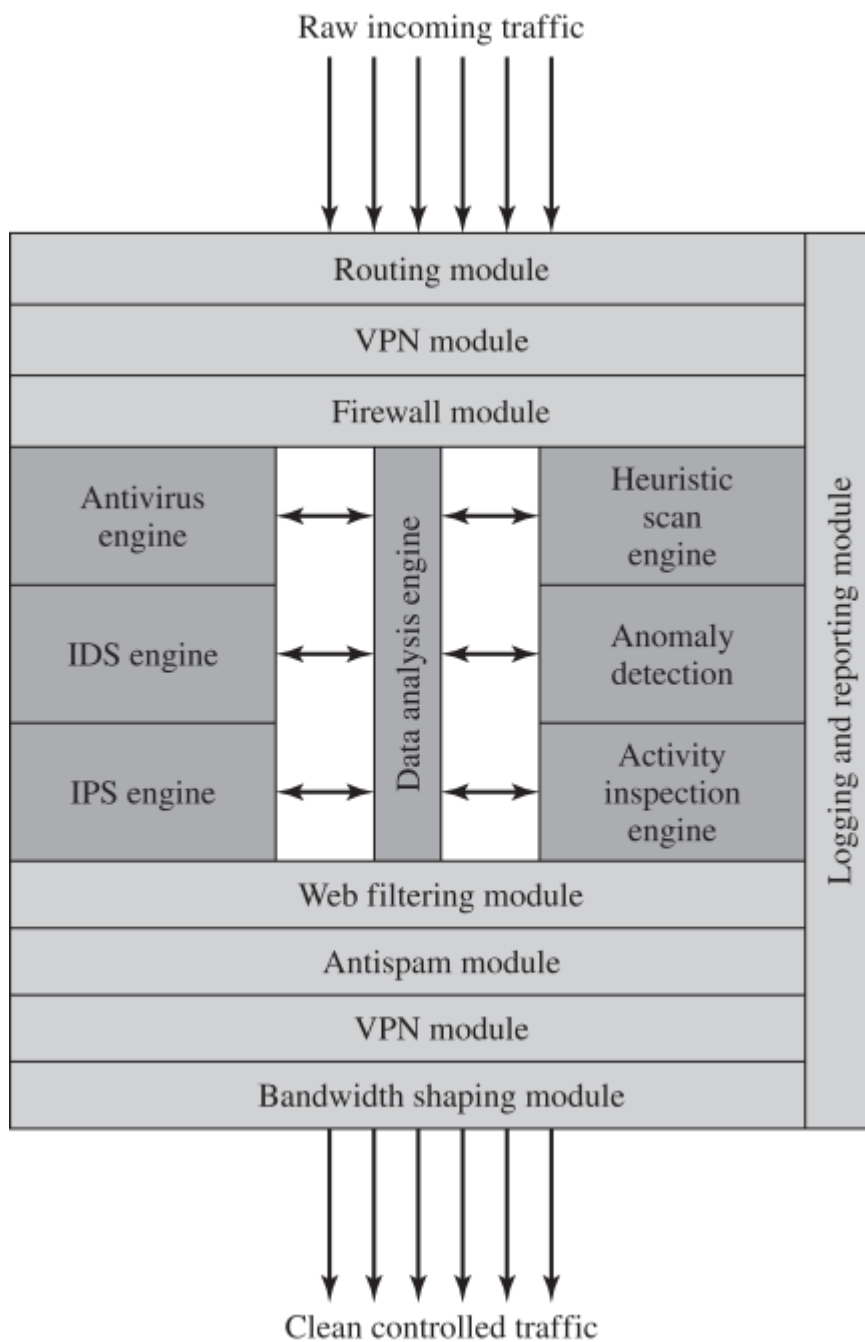 Raw incoming traffic
Routing module
VPN module
Firewall module
Antivirus
engine
Data analysis engine
Heuristic
scan
engine
IDS engine
Anomaly
detection
IPS engine
Activity
inspection
engine
Logging and reporting module
Web filtering module
Antispam module
VPN module
Bandwidth shaping module
Clean controlled traffic